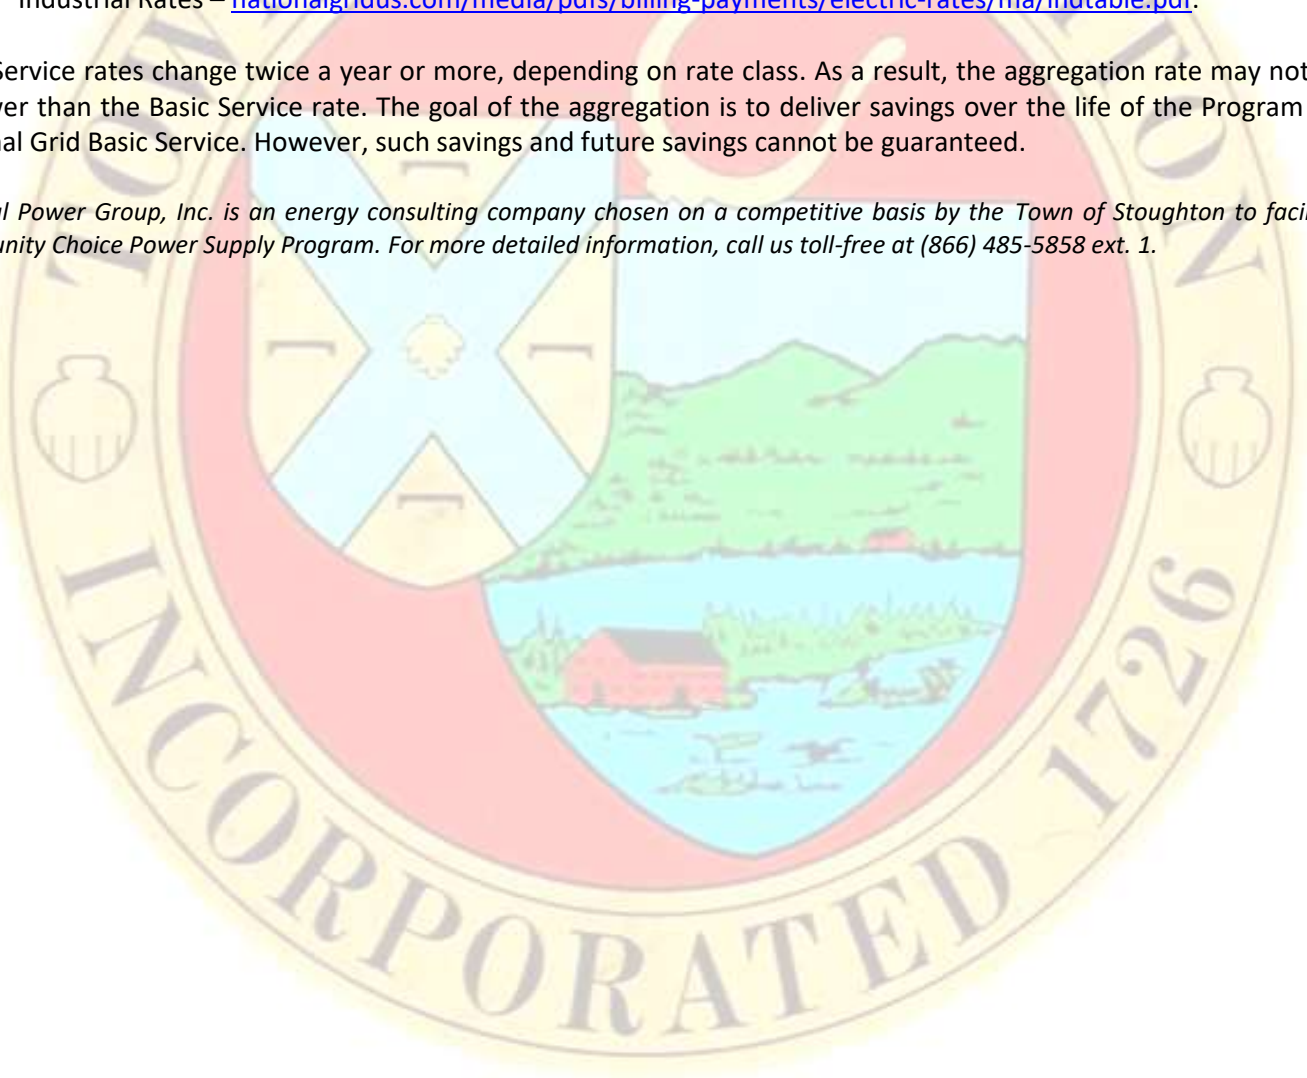 Industrial Rates – nationalgridus.com/media/pdfs/billing-payments/electric-rates/ma/indtable.pdf.
Service rates change twice a year or more, depending on rate class. As a result, the aggregation rate may not
ver than the Basic Service rate. The goal of the aggregation is to deliver savings over the life of the Program
nal Grid Basic Service. However, such savings and future savings cannot be guaranteed.
l Power Group, Inc. is an energy consulting company chosen on a competitive basis by the Town of Stoughton to facil
unity Choice Power Supply Program. For more detailed information, call us toll-free at (866) 485-5858 ext. 1.
TOW
TON
INCORPORATED 1726